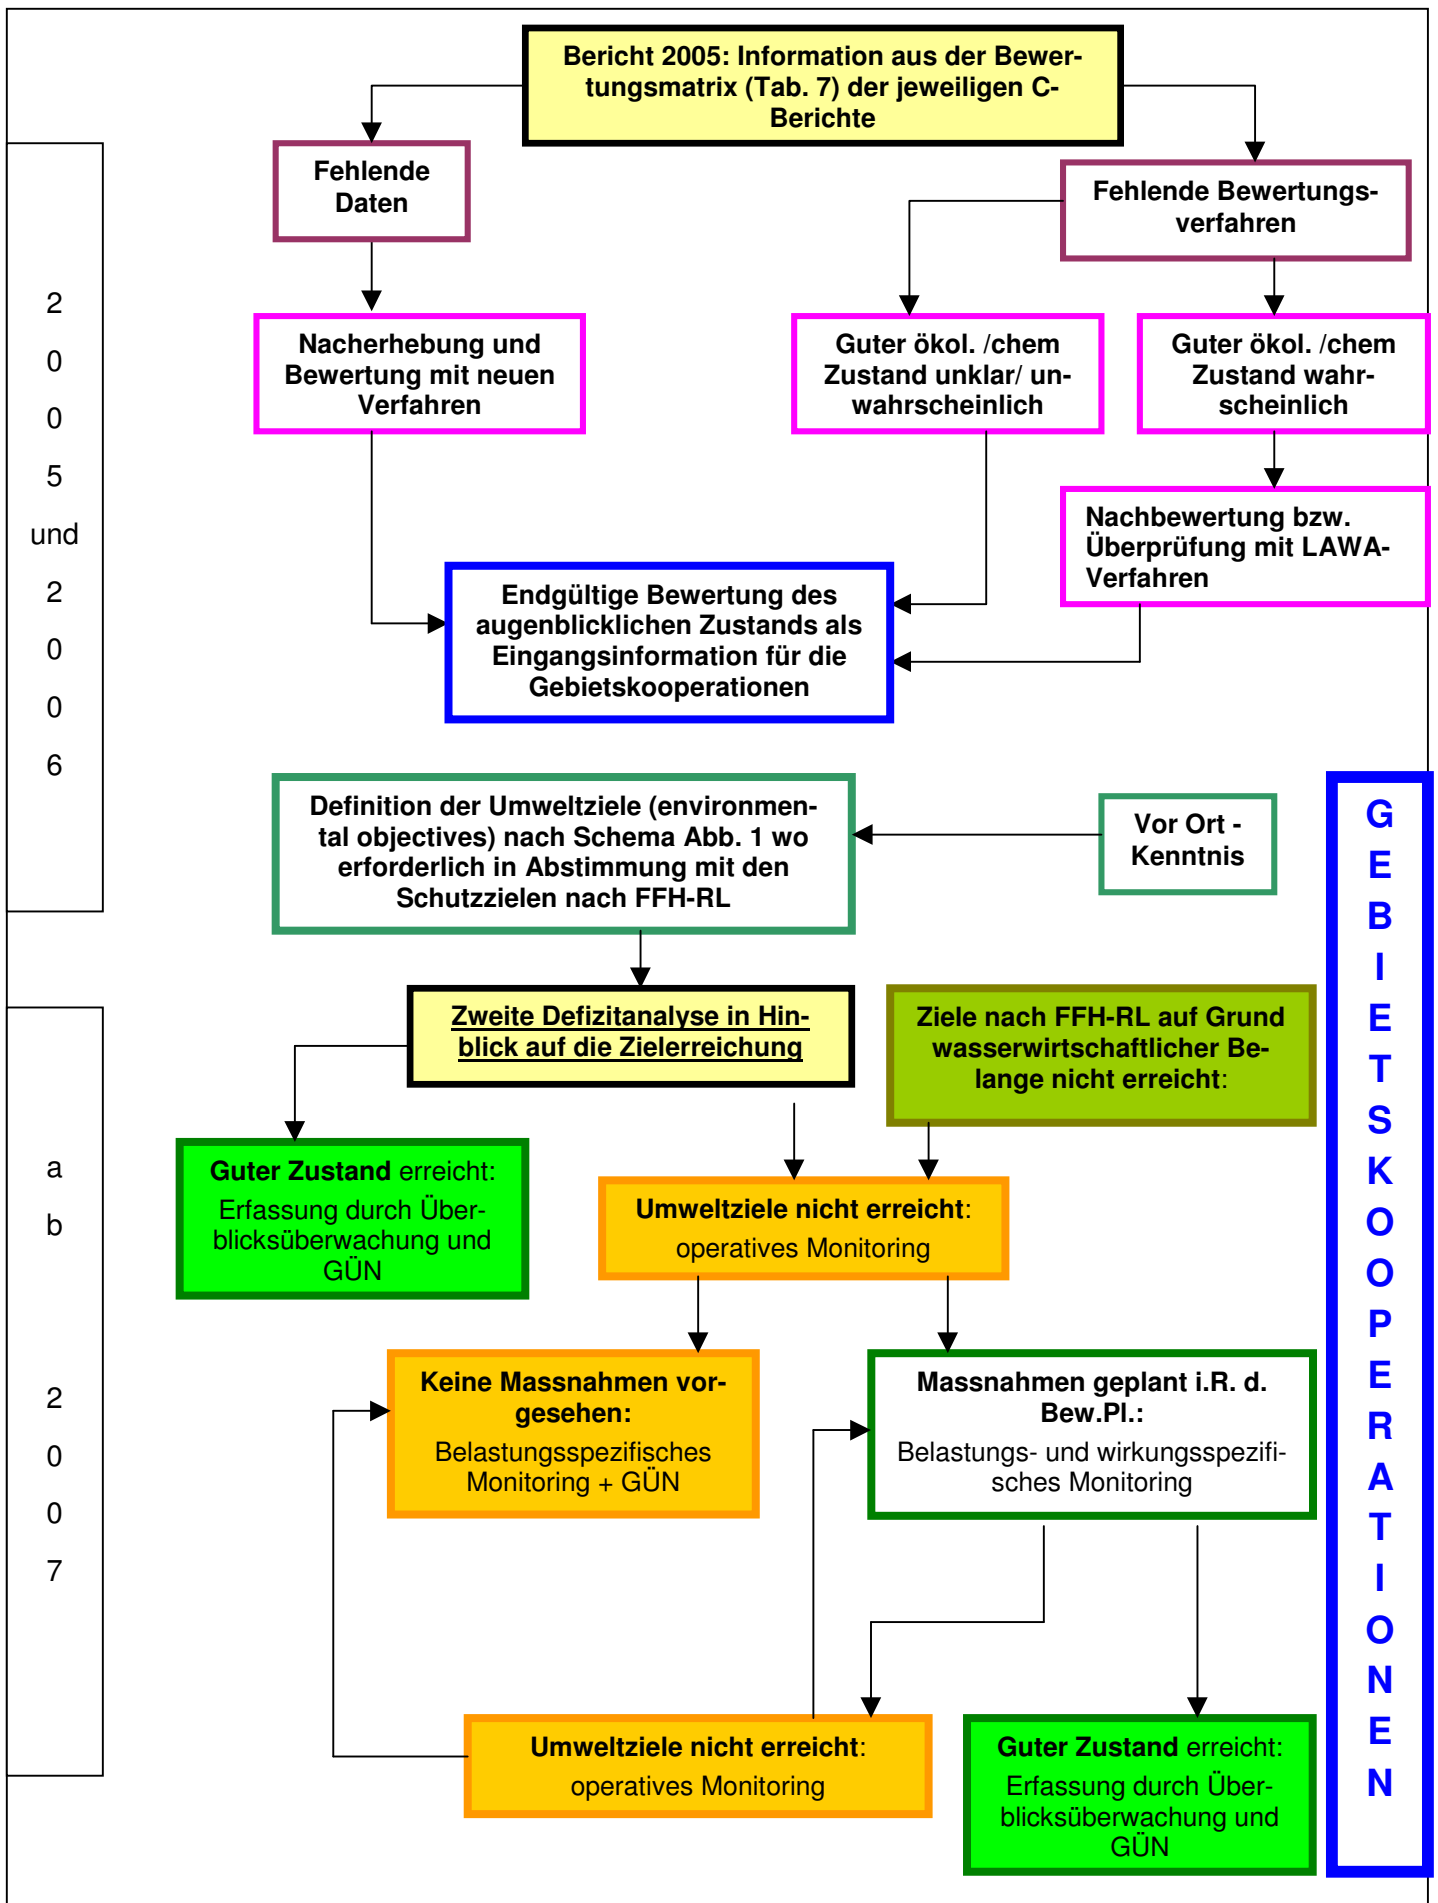 Bericht 2005: Information aus der Bewer-
tungsmatrix (Tab. 7) der jeweiligen C-
Berichte
Fehlende
Daten
Fehlende Bewertungs-
verfahren
2
0
0
5
und
2
0
0
6
Nacherhebung und
Bewertung mit neuen
Verfahren
Guter ökol. /chem
Zustand unklar/ un-
wahrscheinlich
Guter ökol. /chem
Zustand wahr-
scheinlich
Nachbewertung bzw.
Überprüfung mit LAWA-
Verfahren
Endgültige Bewertung des
augenblicklichen Zustands als
Eingangsinformation für die
Gebietskooperationen
Definition der Umweltziele (environmen-
tal objectives) nach Schema Abb. 1 wo
erforderlich in Abstimmung mit den
Schutzzielen nach FFH-RL
Vor Ort -
Kenntnis
G
E
B
I
E
T
S
K
O
O
P
E
R
A
T
I
O
N
E
N
Zweite Defizitanalyse in Hin-
blick auf die Zielerreichung
Ziele nach FFH-RL auf Grund
wasserwirtschaftlicher Be-
lange nicht erreicht:
a
b
2
0
0
7
Guter Zustand erreicht:
Erfassung durch Über-
blicksüberwachung und
GÜN
Umweltziele nicht erreicht:
operatives Monitoring
Keine Massnahmen vor-
gesehen:
Belastungsspezifisches
Monitoring + GÜN
Massnahmen geplant i.R. d.
Bew.Pl.:
Belastungs- und wirkungsspezifi-
sches Monitoring
Umweltziele nicht erreicht:
operatives Monitoring
Guter Zustand erreicht:
Erfassung durch Über-
blicksüberwachung und
GÜN